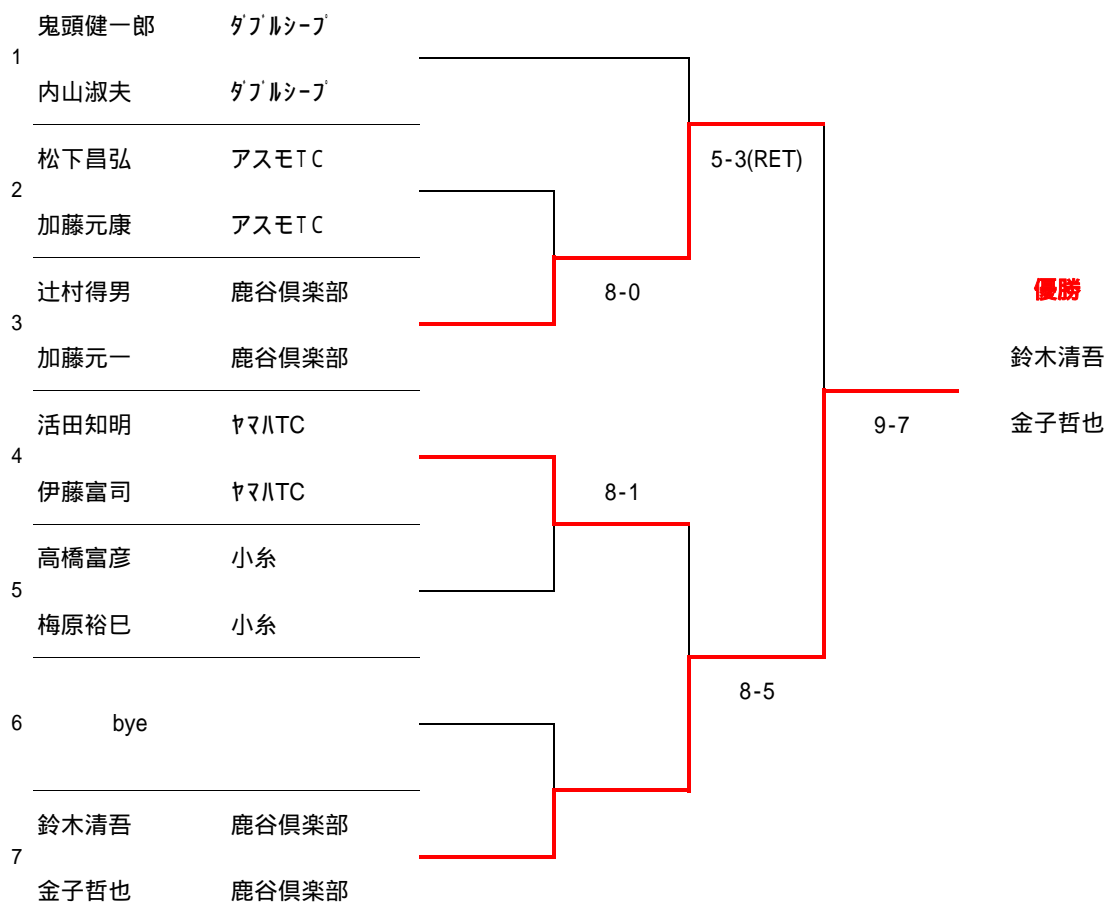 鬼頭健一郎 ﾀﾞﾌﾞﾙｼｰﾌﾟ
1
内山淑夫 ﾀﾞﾌﾞﾙｼｰﾌﾟ
松下昌弘 アスモTC 5-3(RET)
2
加藤元康 アスモTC
辻村得男 鹿谷倶楽部 8-0 優勝
3
加藤元一 鹿谷倶楽部 鈴木清吾
活田知明 ﾔﾏﾊTC 9-7 金子哲也
4
伊藤富司 ﾔﾏﾊTC 8-1
高橋富彦 小糸
5
梅原裕巳 小糸
8-5
6 bye
鈴木清吾 鹿谷倶楽部
7
金子哲也 鹿谷倶楽部